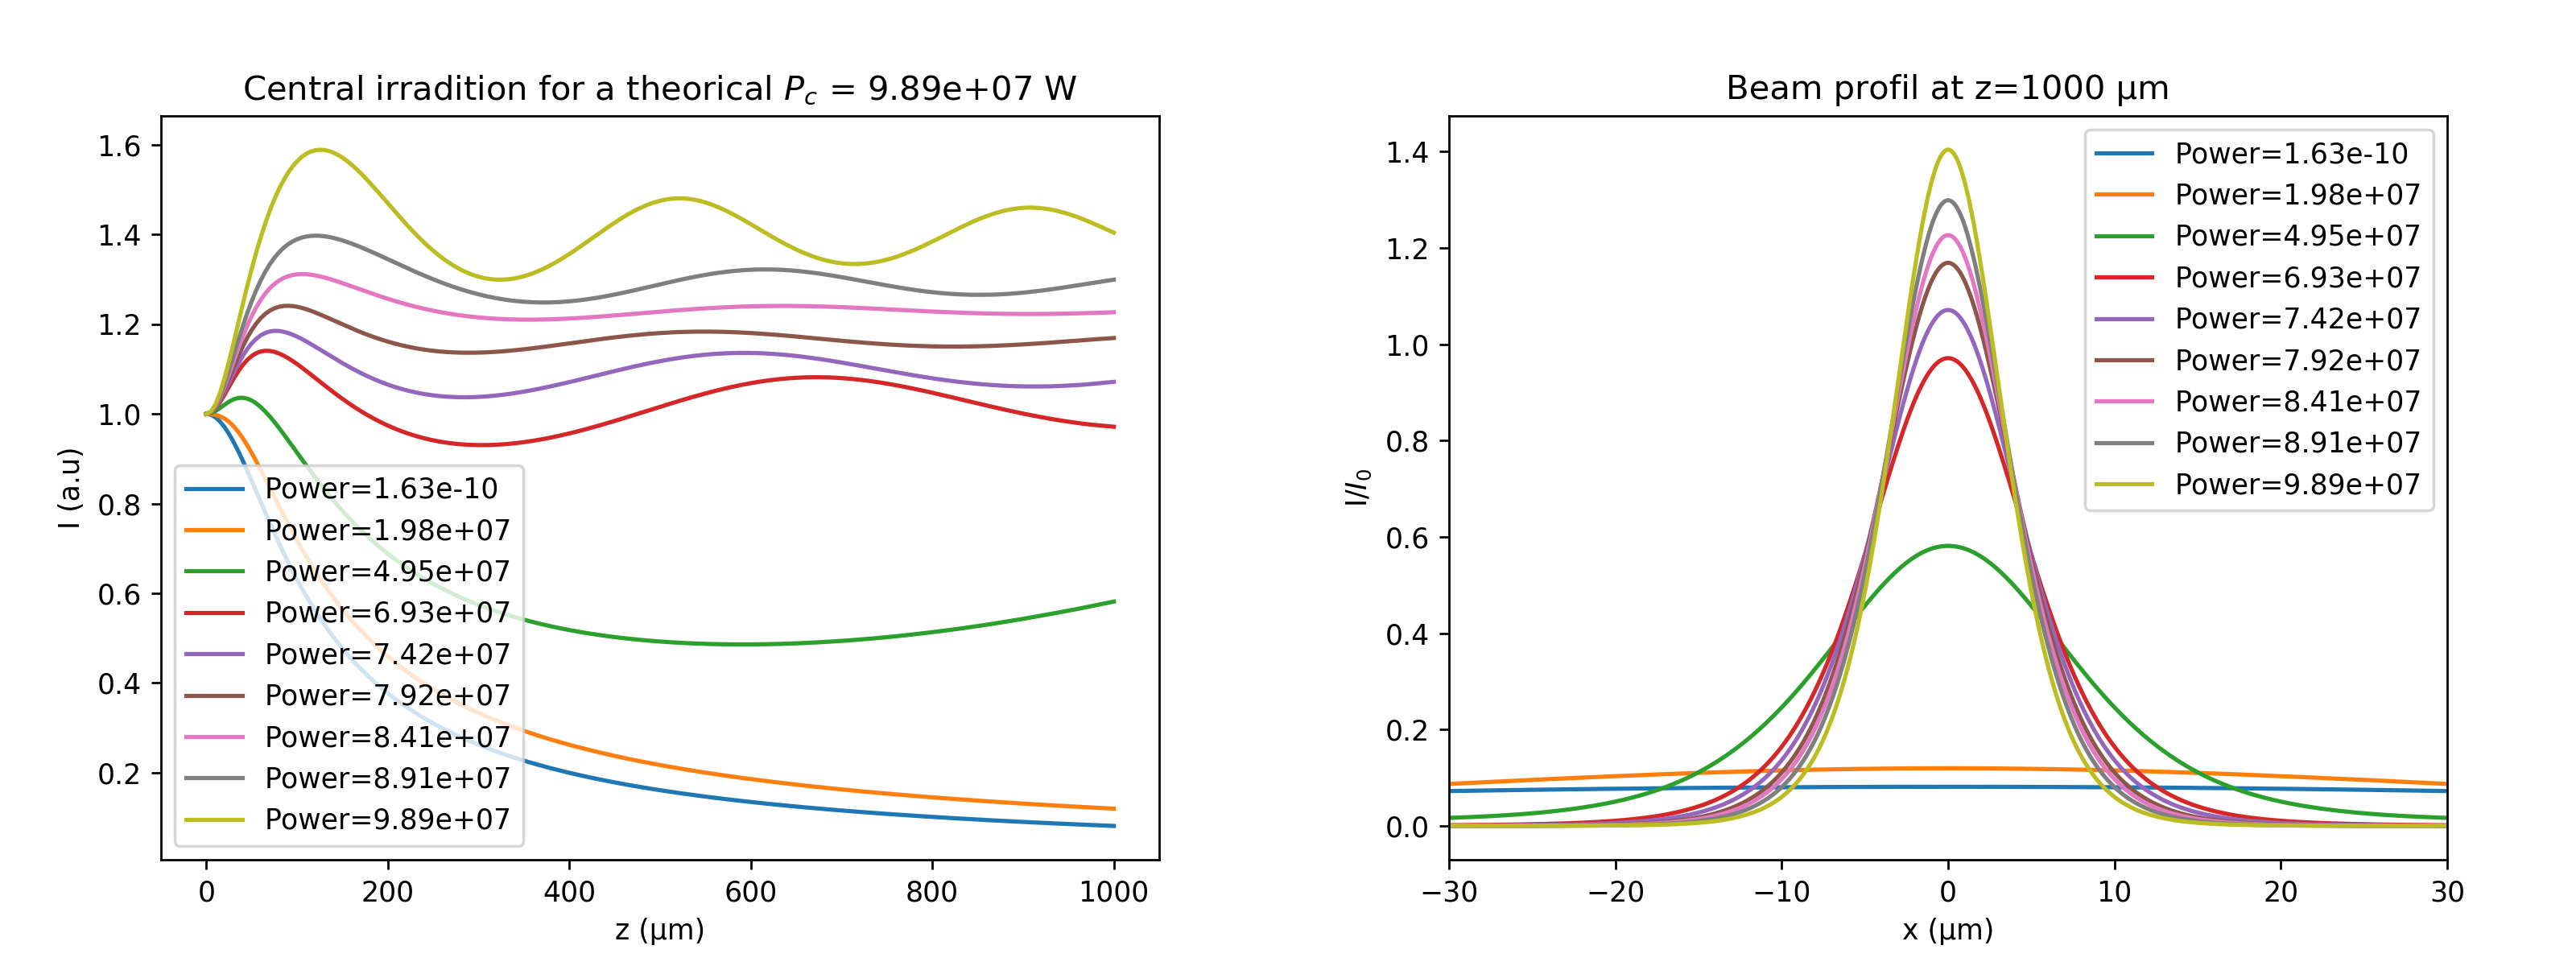 Central irradition for a theorical Pc = 9.89e+07 W
I (a.u)
1.6
1.4
1.2
1.0
0.8
0.6
0.4
0.2
Power=1.63e-10
Power=1.98e+07
Power=4.95e+07
Power=6.93e+07
Power=7.42e+07
Power=7.92e+07
Power=8.41e+07
Power=8.91e+07
Power=9.89e+07
0 200 400 600 800 1000
z (μm)
Beam profil at z=1000 μm
I/I0
1.4
1.2
1.0
0.8
0.6
0.4
0.2
0.0
Power=1.63e-10
Power=1.98e+07
Power=4.95e+07
Power=6.93e+07
Power=7.42e+07
Power=7.92e+07
Power=8.41e+07
Power=8.91e+07
Power=9.89e+07
−30 −20 −10 0 10 20 30
x (μm)